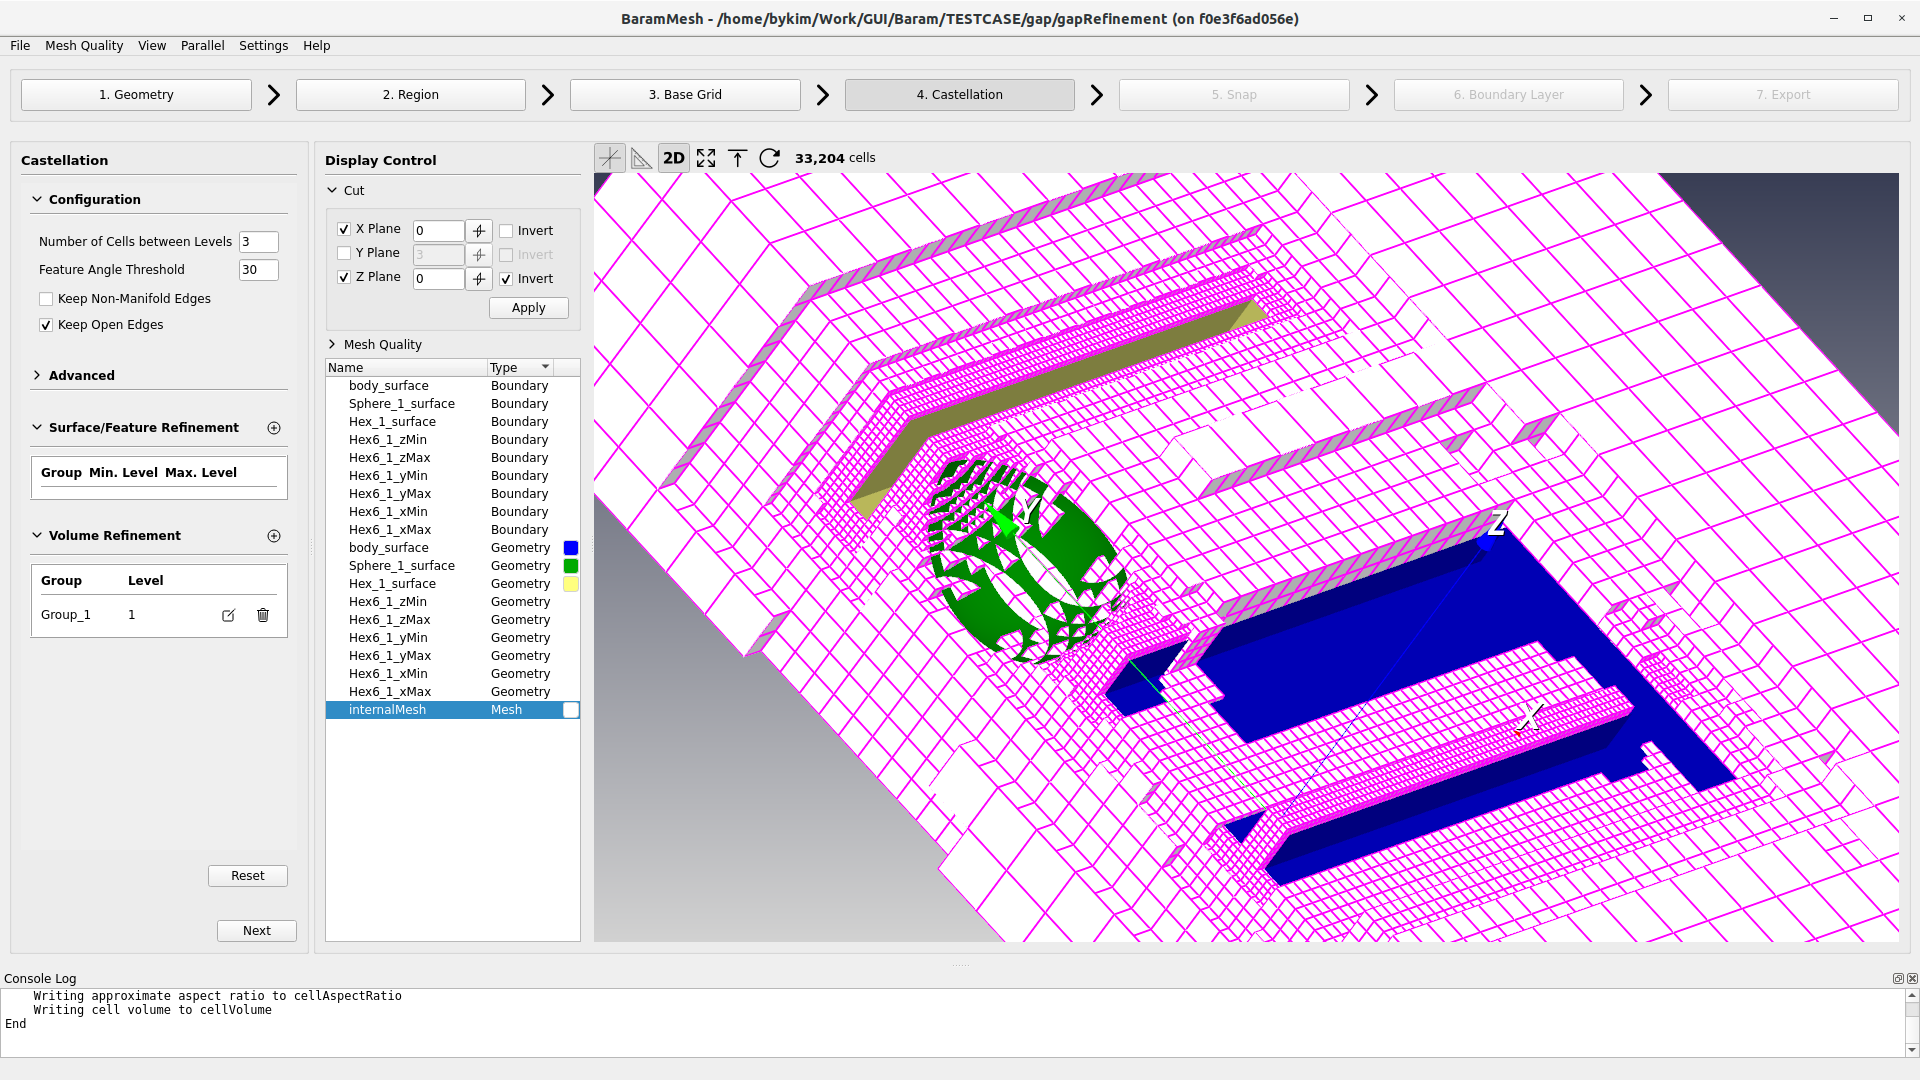 BaramMesh - /home/bykim/Work/GUI/Baram/TESTCASE/gap/gapRefinement (on f0e3f6ad056e)
File Mesh Quality View Parallel Settings Help
1. Geometry 2. Region 3. Base Grid 4. Castellation 5. Snap 6. Boundary Layer 7. Export
Castellation
Configuration
Number of Cells between Levels 3
Feature Angle Threshold 30
Keep Non-Manifold Edges
Keep Open Edges
Advanced
Surface/Feature Refinement
Group Min. Level Max. Level
Volume Refinement
Group Level
Group_1 1
Reset
Next
Display Control
Cut
X Plane 0 Invert
Y Plane 3 Invert
Z Plane 0 Invert
Apply
Mesh Quality
Name Type
body_surface Boundary
Sphere_1_surface Boundary
Hex_1_surface Boundary
Hex6_1_zMin Boundary
Hex6_1_zMax Boundary
Hex6_1_yMin Boundary
Hex6_1_yMax Boundary
Hex6_1_xMin Boundary
Hex6_1_xMax Boundary
body_surface Geometry
Sphere_1_surface Geometry
Hex_1_surface Geometry
Hex6_1_zMin Geometry
Hex6_1_zMax Geometry
Hex6_1_yMin Geometry
Hex6_1_yMax Geometry
Hex6_1_xMin Geometry
Hex6_1_xMax Geometry
internalMesh Mesh
2D 33,204 cells
Y
Z
X
Console Log
Writing approximate aspect ratio to cellAspectRatio
Writing cell volume to cellVolume
End